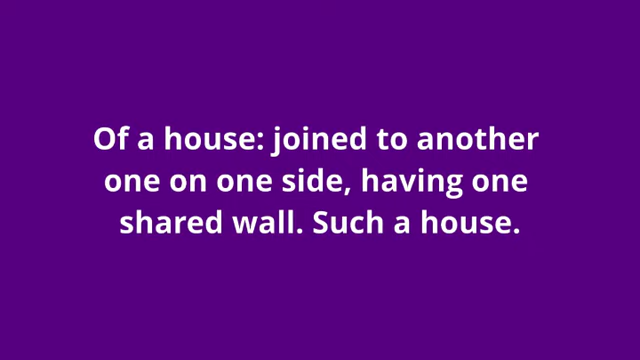 Of a house: joined to another
one on one side, having one
shared wall. Such a house.